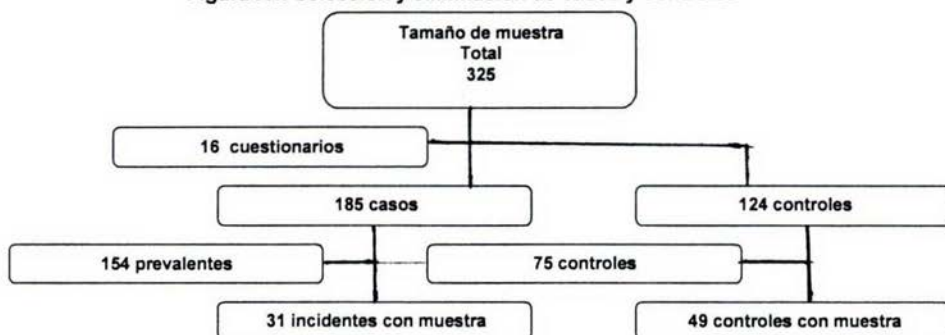 Tamaño de muestra
Total
325
16 cuestionarios
185 casos
124 controles
154 prevalentes
75 controles
31 incidentes con muestra
49 controles con muestra